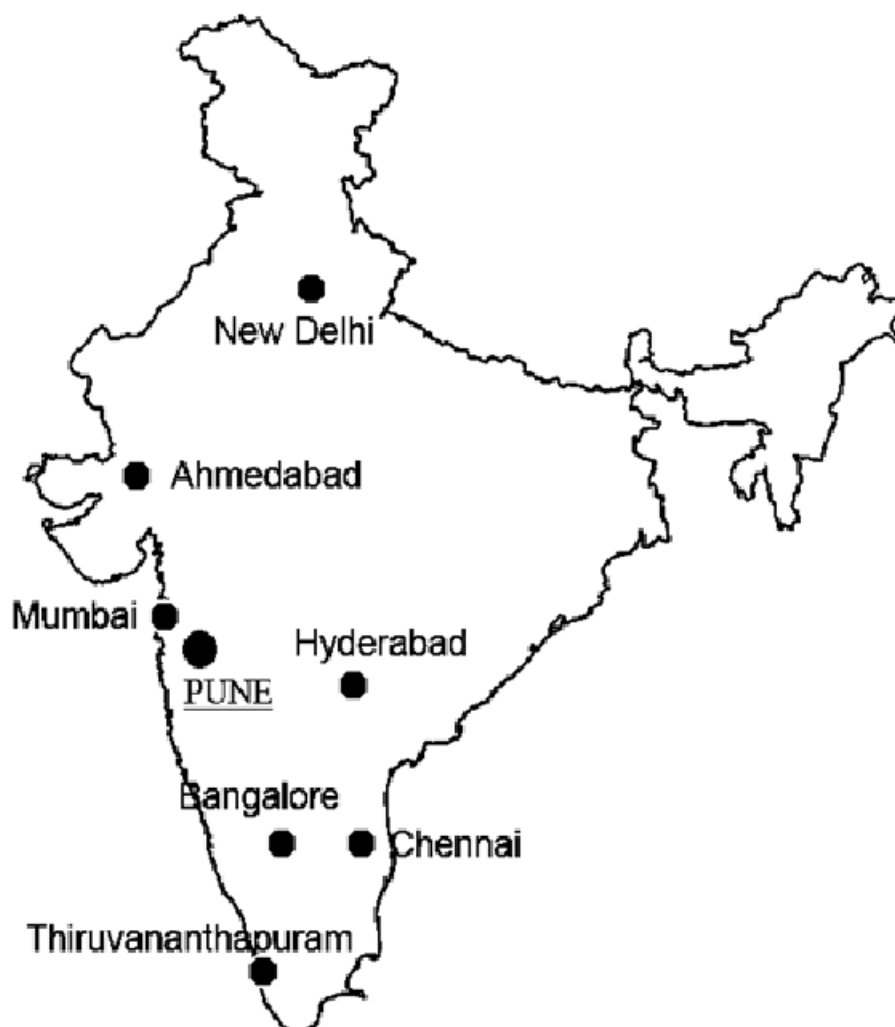 New Delhi
Ahmedabad
Mumbai
Hyderabad
PUNE
Bangalore
Chennai
Thiruvananthapuram